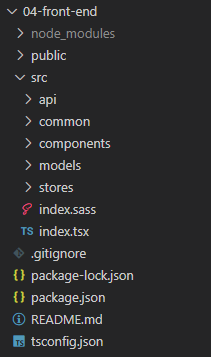 04-front-end
node_modules
public
src
api
common
components
models
stores
index.sass
TS index.tsx
.gitignore
{} package-lock.json
{} package.json
README.md
TS tsconfig.json